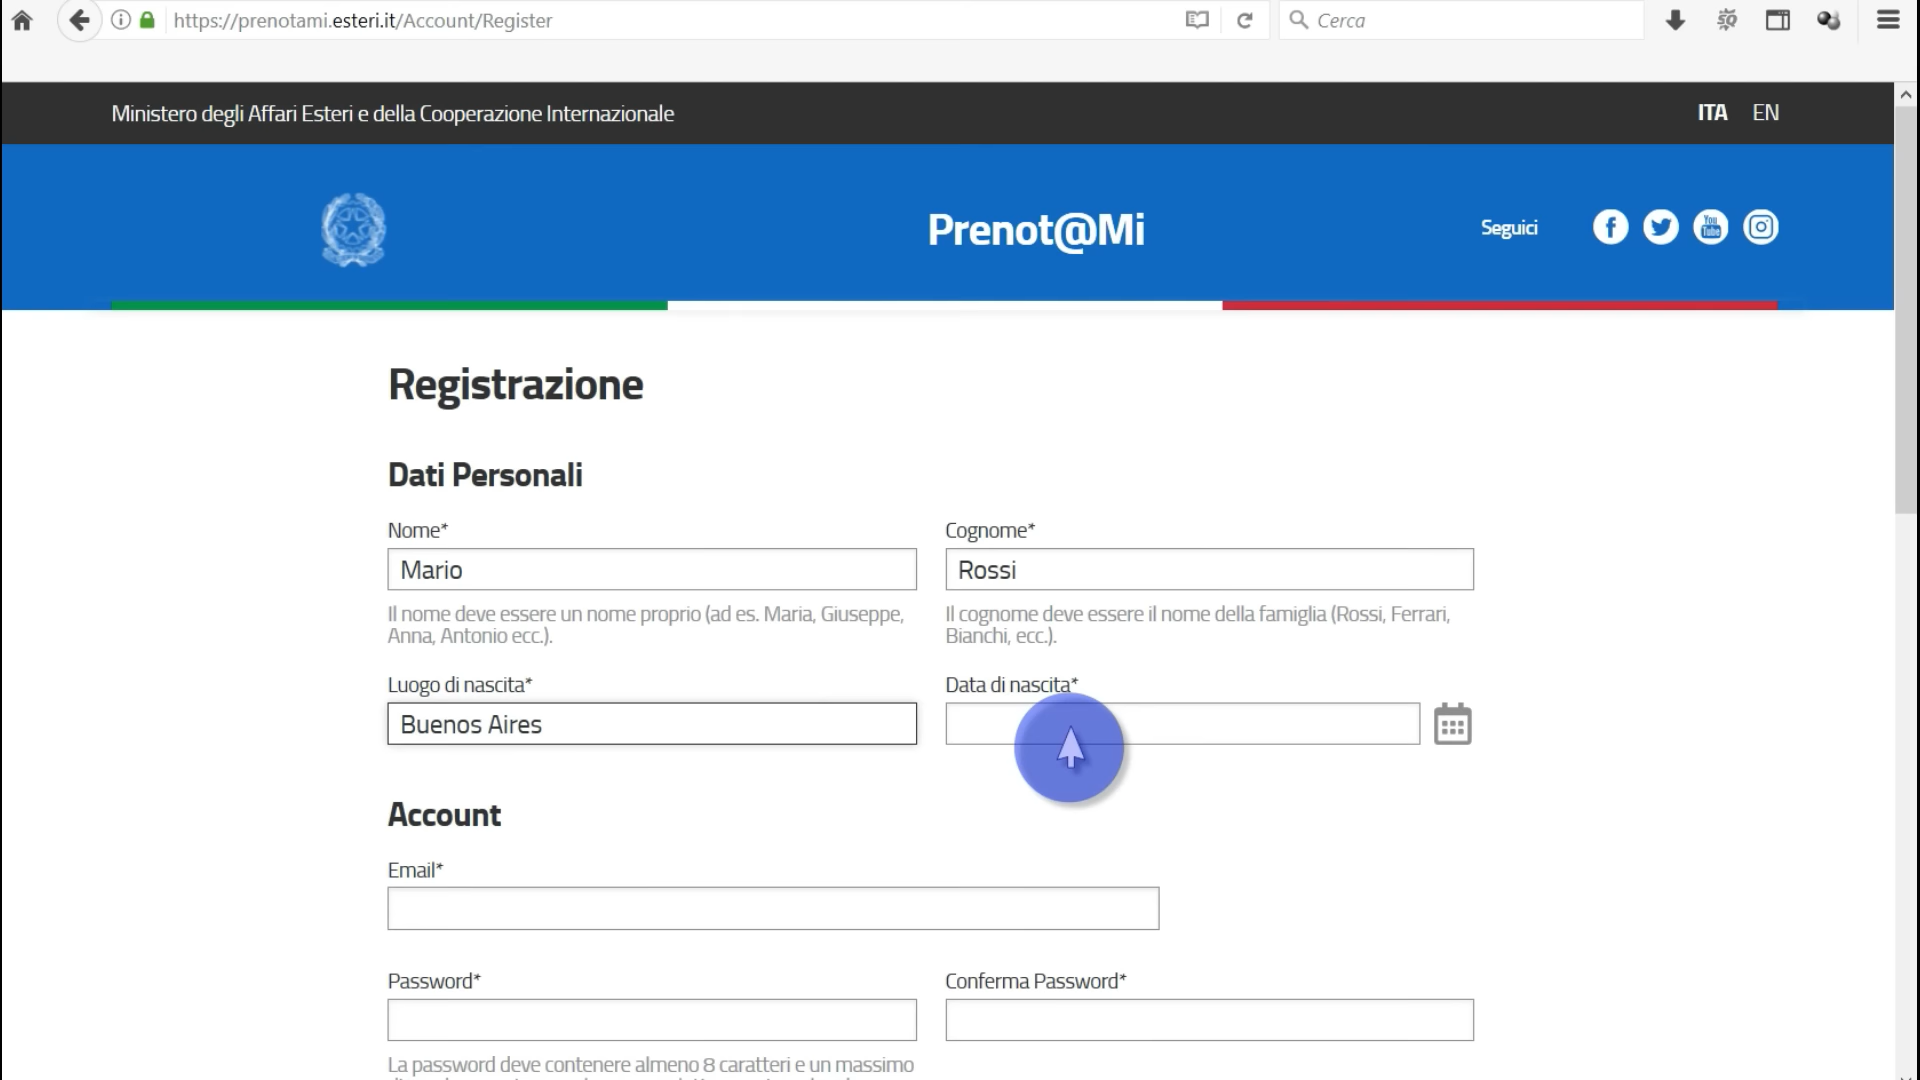 https://prenotami.esteri.it/Account/Register
Cerca
Ministero degli Affari Esteri e della Cooperazione Internazionale
ITA EN
Prenot@Mi
Seguici
You
Tube
Registrazione
Dati Personali
Nome* Cognome*
Mario Rossi
Il nome deve essere un nome proprio (ad es. Maria, Giuseppe, Il cognome deve essere il nome della famiglia (Rossi, Ferrari,
Anna, Antonio ecc.). Bianchi, ecc.).
Luogo di nascita* Data di nascita*
Buenos Aires
Account
Email*
Password* Conferma Password*
La password deve contenere almeno 8 caratteri e un massimo